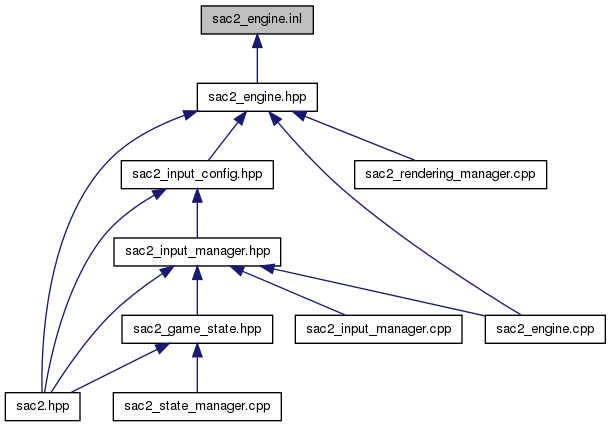 sac2_engine.inl
sac2_engine.hpp
sac2_input_config.hpp
sac2_rendering_manager.cpp
sac2_input_manager.hpp
sac2_game_state.hpp
sac2_input_manager.cpp
sac2_engine.cpp
sac2.hpp
sac2_state_manager.cpp